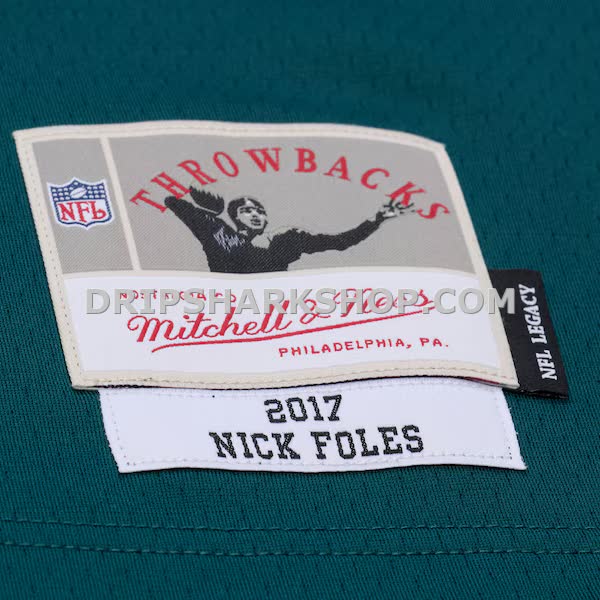 THROWBACKS
NFL
DRIPSHARKSHOP.COM
Mitchell & Ness
PHILADELPHIA, PA.
NFL LEGACY
2017
NICK FOLES